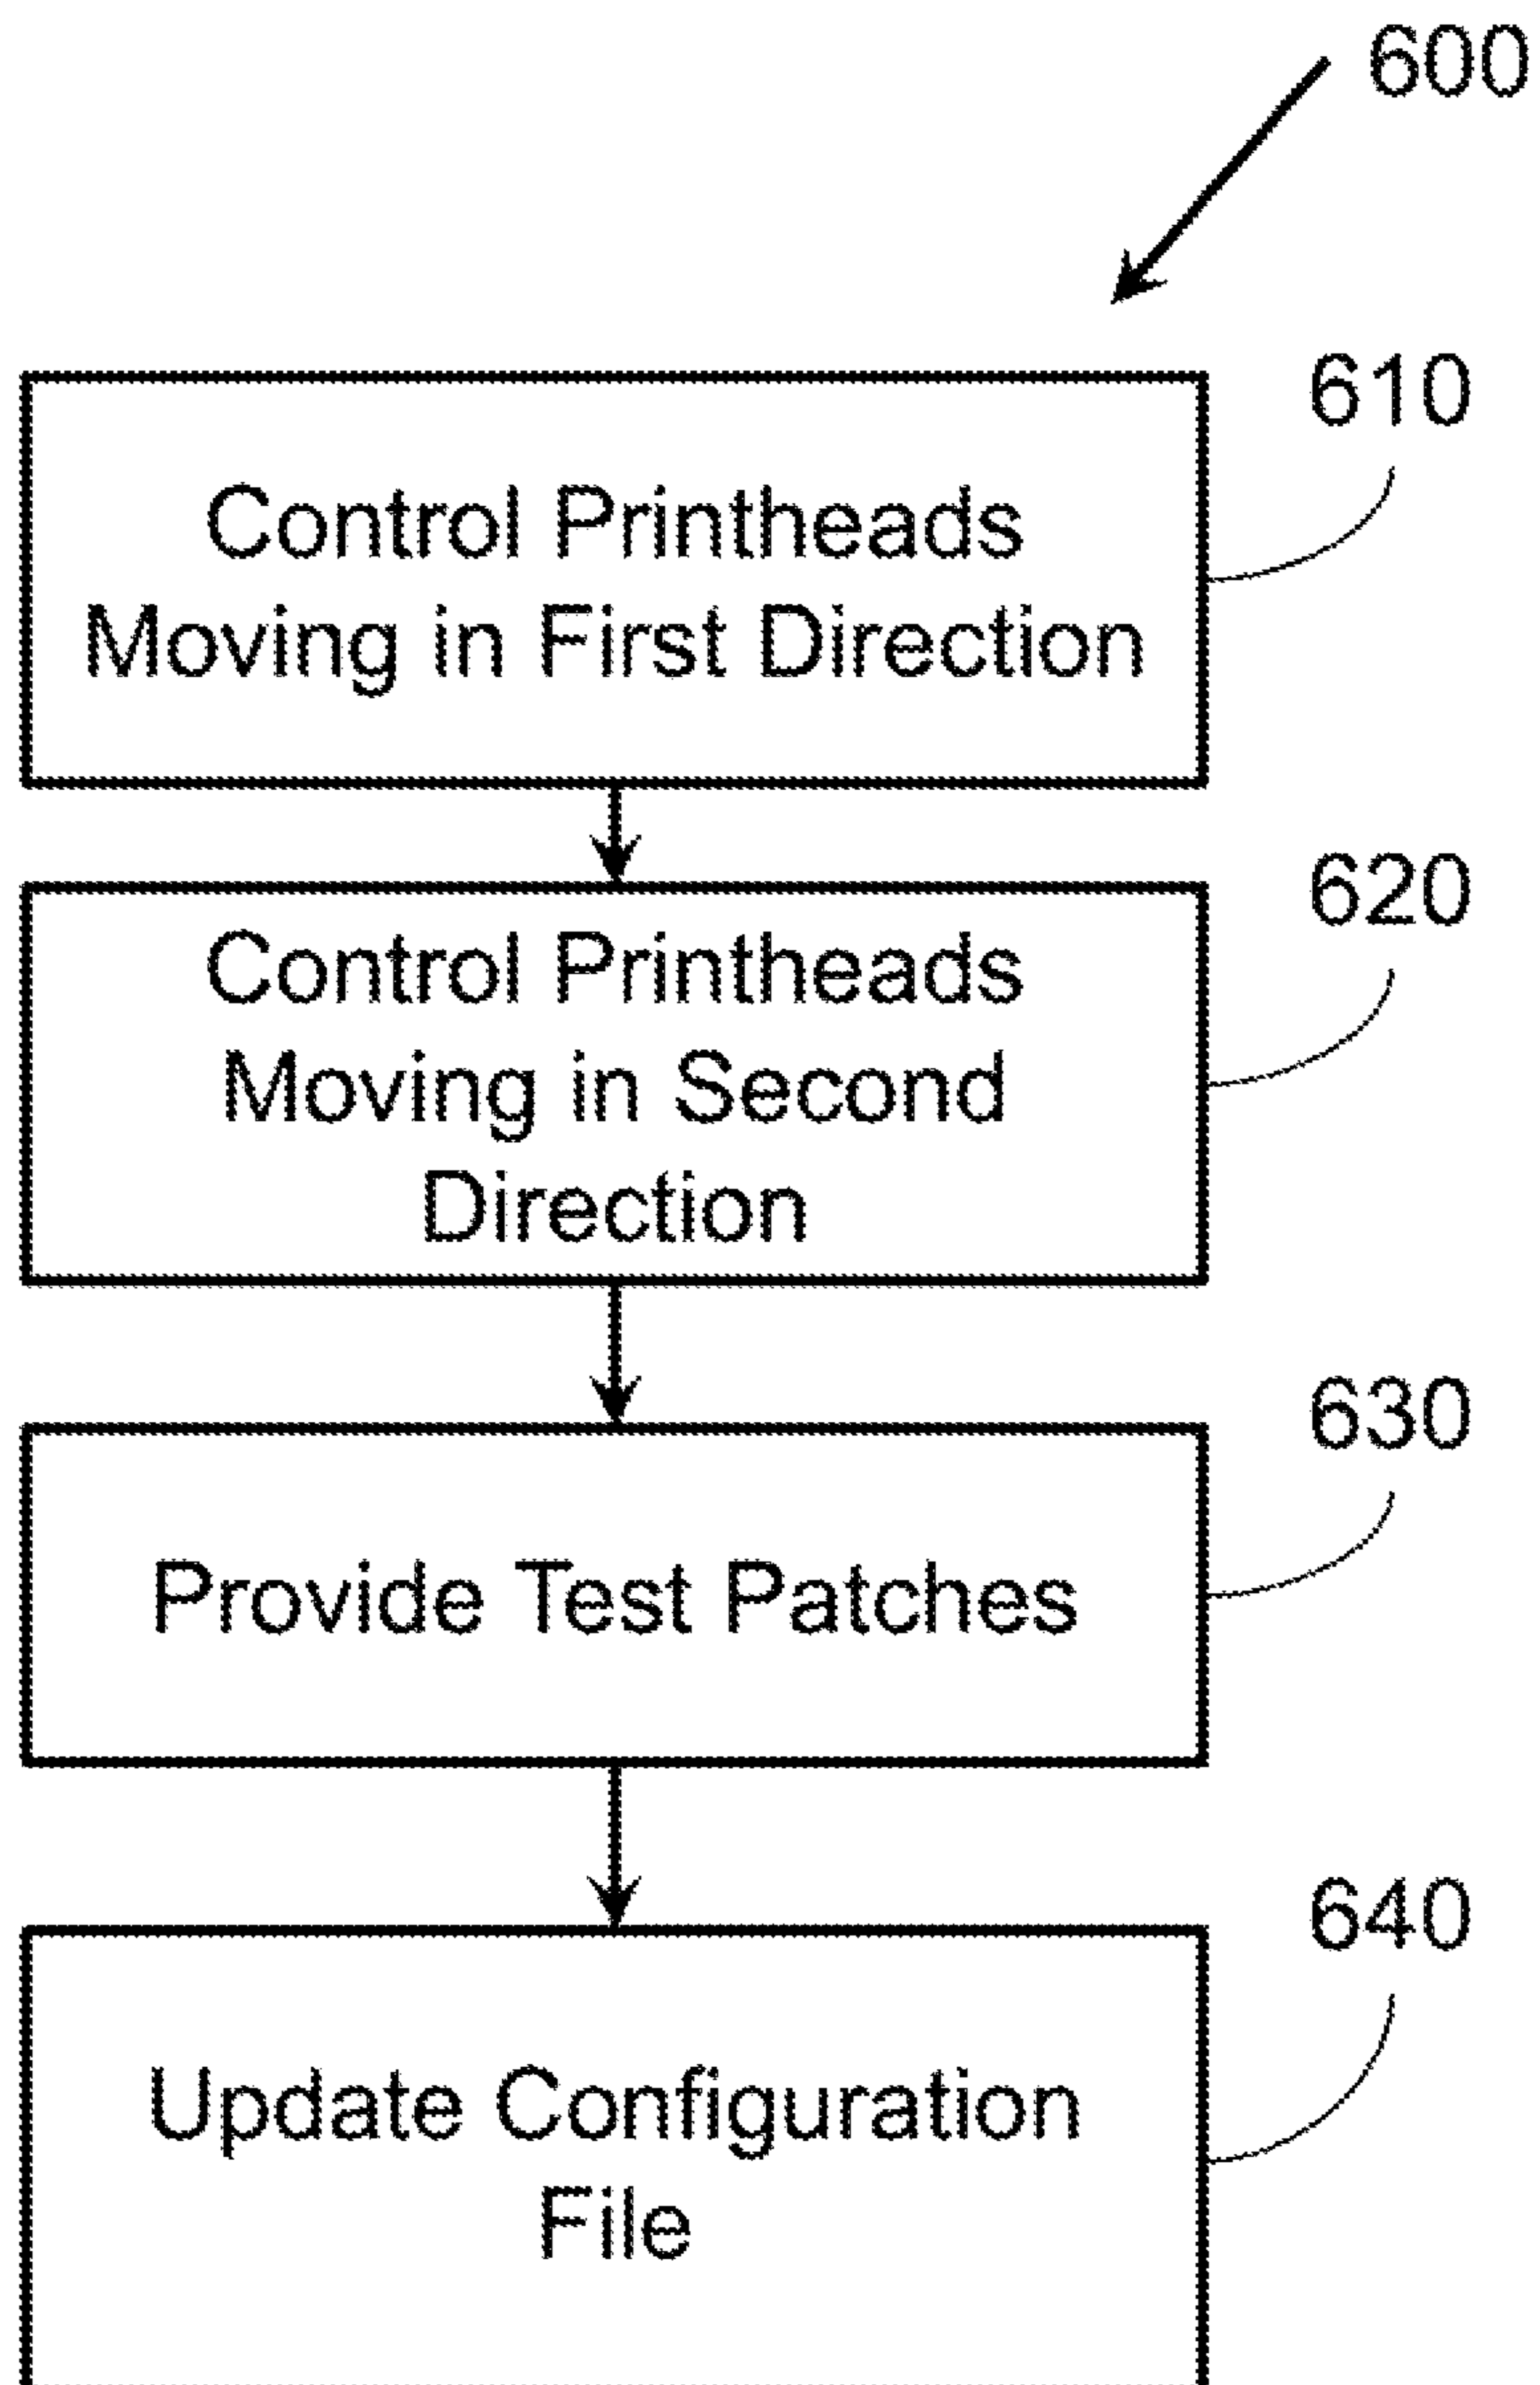 600
610
Control Printheads
Moving in First Direction
620
Control Printheads
Moving in Second
Direction
630
Provide Test Patches
640
Update Configuration
File